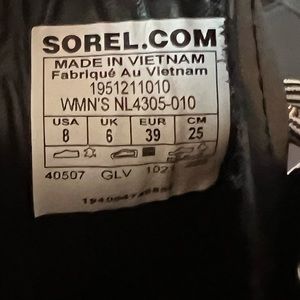 SOREL.COM
MADE IN VIETNAM
Fabriqué Au Vietnam
1951211010
WMN'S NL4305-010
USA UK EUR CM
8 6 39 25
40507 GLV